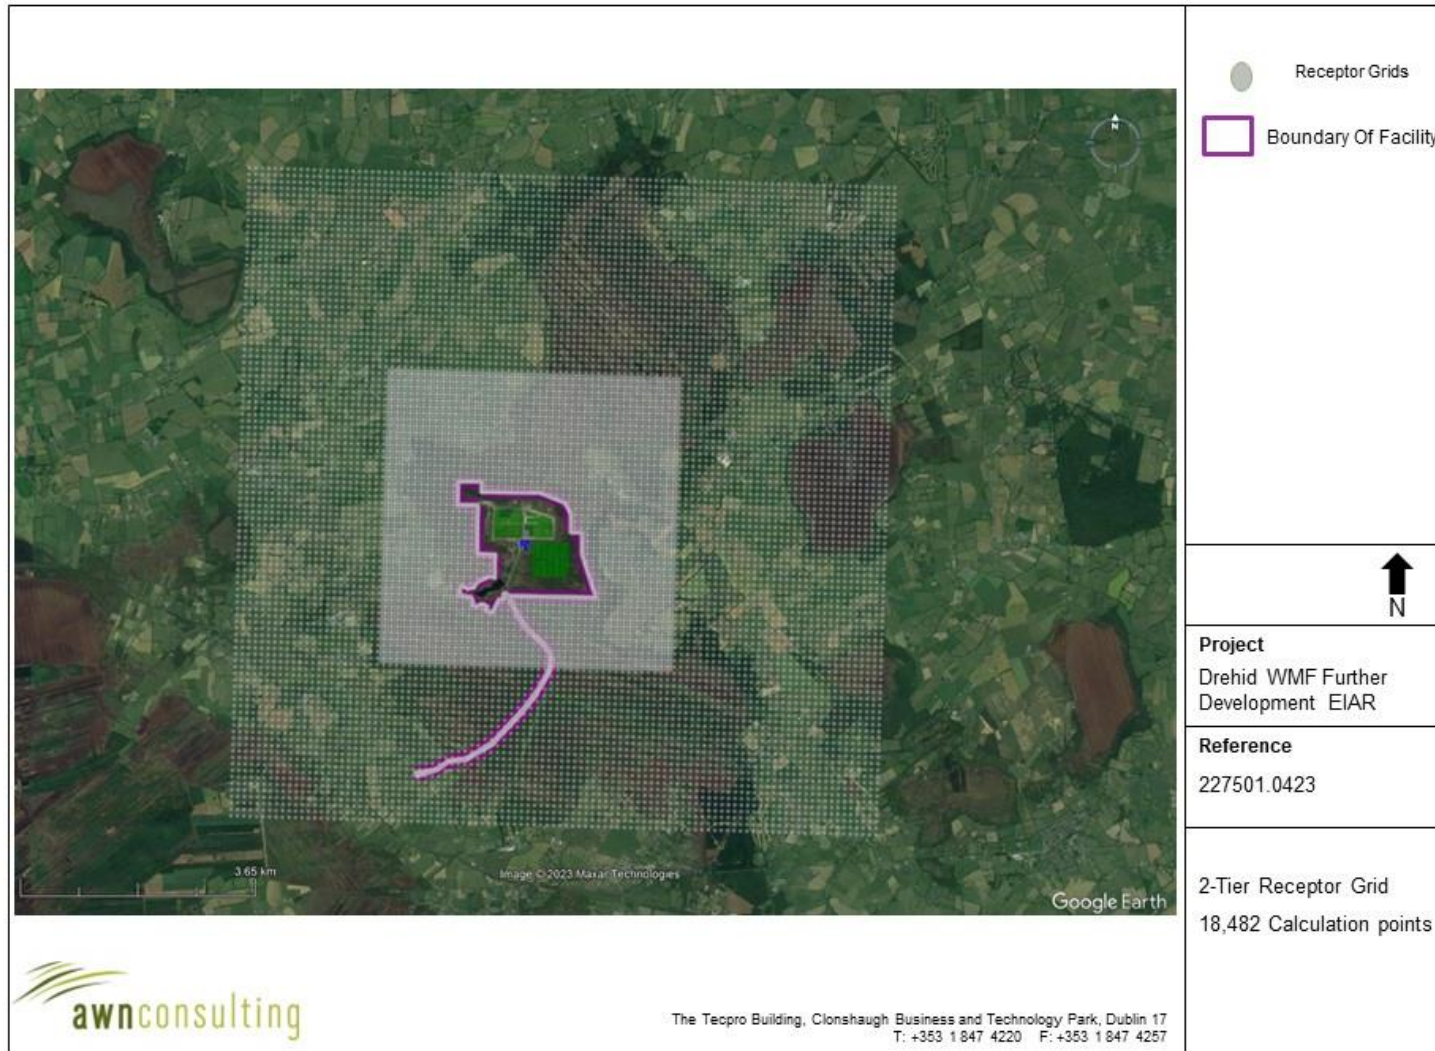 Receptor Grids
Boundary Of Facility
N
3.65 km
Image © 2023 Maxar Technologies
Google Earth
N
Project
Drehid WMF Further
Development EIAR
Reference
227501.0423
2-Tier Receptor Grid
18,482 Calculation points
awnconsulting
The Tecpro Building, Clonshaugh Business and Technology Park, Dublin 17
T: +353 1 847 4220 F: +353 1 847 4257